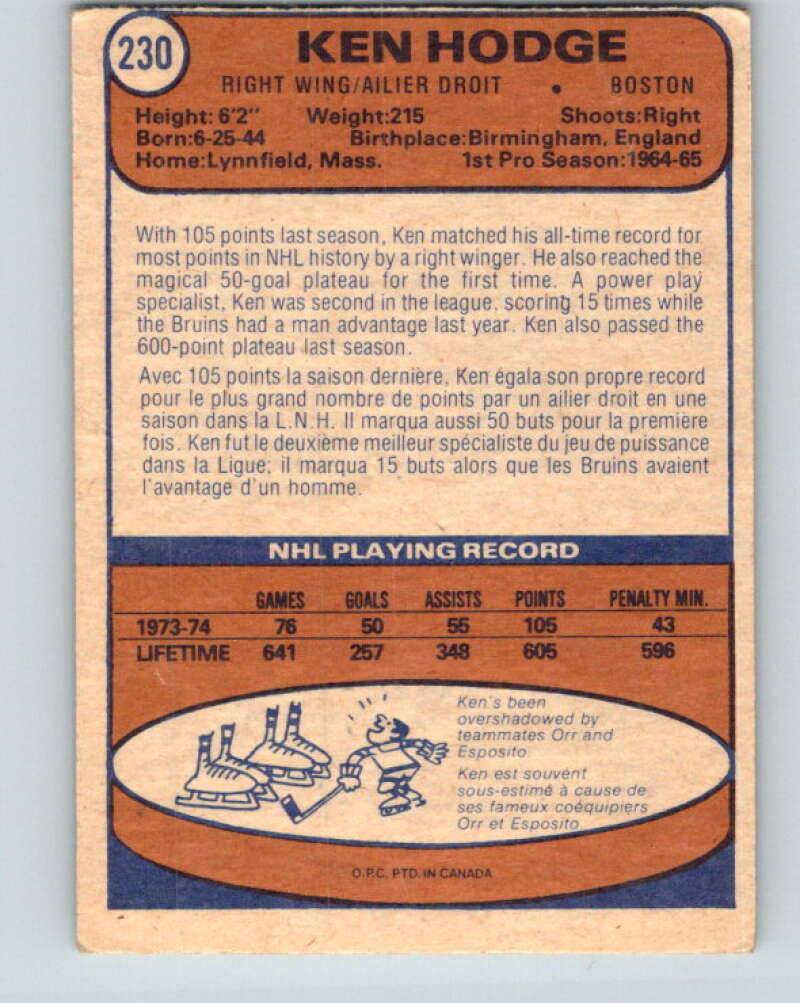 230
KEN HODGE
RIGHT WING/AILIER DROIT • BOSTON
Height: 6'2" Weight:215 Shoots:Right
Born:6-25-44 Birthplace:Birmingham, England
Home:Lynnfield, Mass. 1st Pro Season:1964-65
With 105 points last season, Ken matched his all-time record for
most points in NHL history by a right winger. He also reached the
magical 50-goal plateau for the first time. A power play
specialist, Ken was second in the league, scoring 15 times while
the Bruins had a man advantage last year. Ken also passed the
600-point plateau last season.
Avec 105 points la saison dernière, Ken égala son propre record
pour le plus grand nombre de points par un ailier droit en une
saison dans la L.N.H. Il marqua aussi 50 buts pour la première
fois. Ken fut le deuxième meilleur spécialiste du jeu de puissance
dans la Ligue; il marqua 15 buts alors que les Bruins avaient
l'avantage d'un homme.
NHL PLAYING RECORD
GAMES GOALS ASSISTS POINTS PENALTY MIN.
1973-74 76 50 55 105 43
LIFETIME 641 257 348 605 596
Ken's been
overshadowed by
teammates Orr and
Esposito
Ken est souvent
sous-estimé à cause de
ses fameux coéquipiers
Orr et Esposito
O.P.C. PTD. IN CANADA